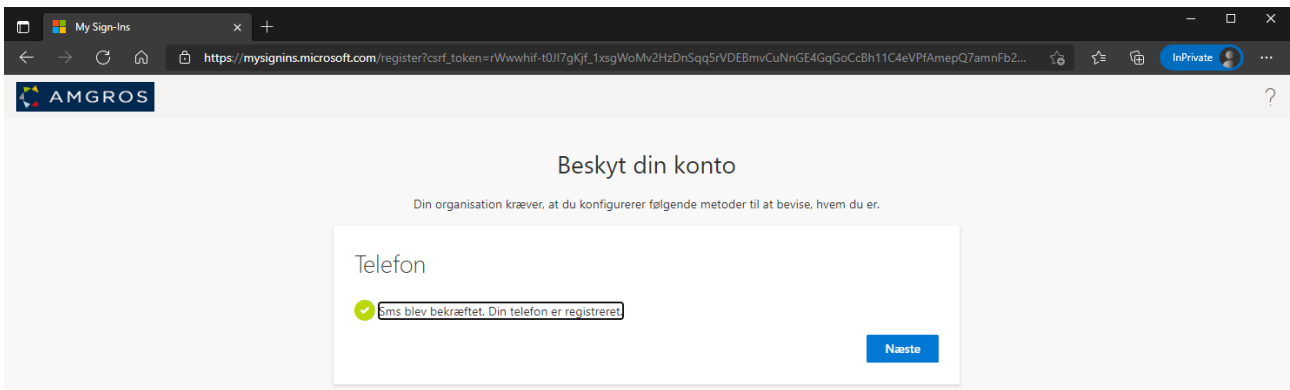 My Sign-Ins
https://mysignins.microsoft.com/register?csrf_token=rWwwhif-t0JI7gKjf_1xsgWoMv2HzDnSqq5rVDEBmvCuNnGE4GqGoCcBh11C4eVPfAmepQ7amnFb2...
InPrivate
AMGROS
?
Beskyt din konto
Din organisation kræver, at du konfigurerer følgende metoder til at bevise, hvem du er.
Telefon
Sms blev bekræftet. Din telefon er registreret.
Næste